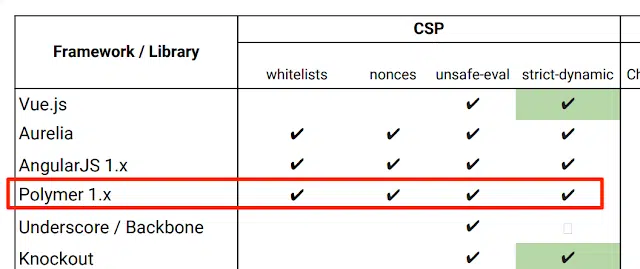 Framework / Library CSP
whitelists nonces unsafe-eval strict-dynamic Ch
Vue.js ✔ ✔
Aurelia ✔ ✔ ✔ ✔
AngularJS 1.x ✔ ✔ ✔ ✔
Polymer 1.x ✔ ✔ ✔ ✔
Underscore / Backbone ✔
Knockout ✔ ✔